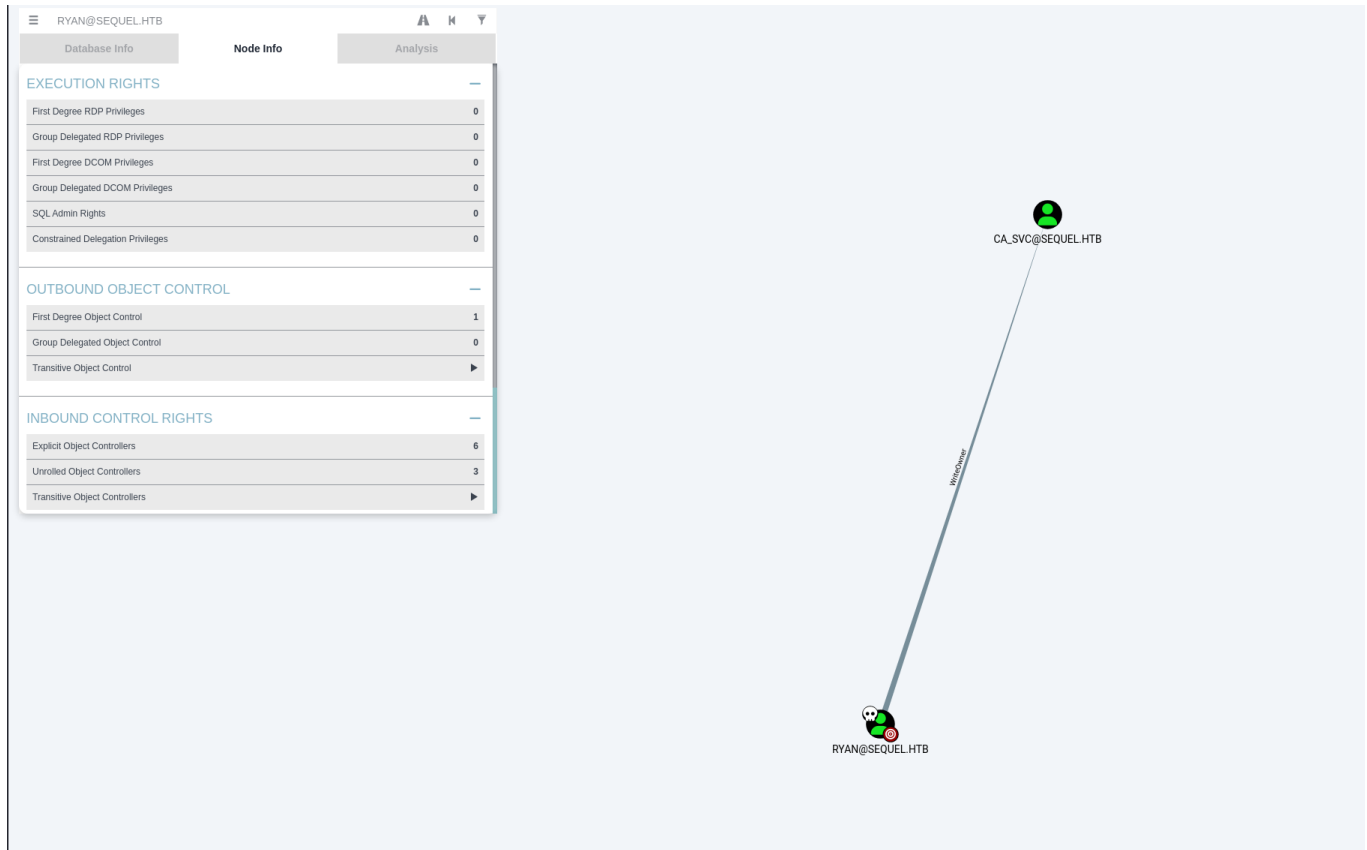 RYAN@SEQUEL.HTB
Database Info Node Info Analysis
EXECUTION RIGHTS
First Degree RDP Privileges 0
Group Delegated RDP Privileges 0
First Degree DCOM Privileges 0
Group Delegated DCOM Privileges 0
SQL Admin Rights 0
Constrained Delegation Privileges 0
OUTBOUND OBJECT CONTROL
First Degree Object Control 1
Group Delegated Object Control 0
Transitive Object Control
INBOUND CONTROL RIGHTS
Explicit Object Controllers 6
Unrolled Object Controllers 3
Transitive Object Controllers
CA_SVC@SEQUEL.HTB
WriteOwner
RYAN@SEQUEL.HTB